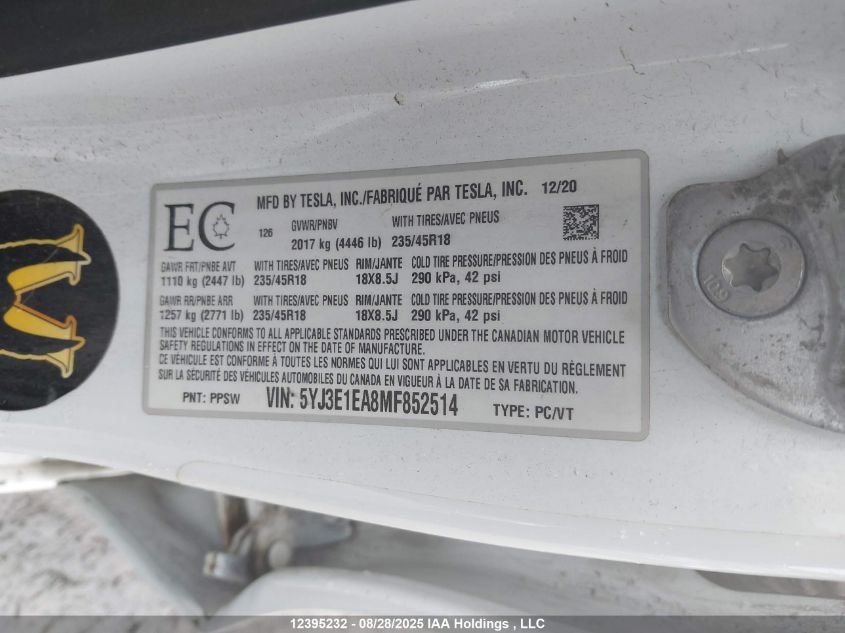 MFD BY TESLA, INC./FABRIQUÉ PAR TESLA, INC. 12/20
EC
126
GVWR/PNBV WITH TIRES/AVEC PNEUS
2017 kg (4446 lb) 235/45R18
GAWR FRT/PNBE AVT WITH TIRES/AVEC PNEUS RIM/JANTE COLD TIRE PRESSURE/PRESSION DES PNEUS À FROID
1110 kg (2447 lb) 235/45R18 18X8.5J 290 kPa, 42 psi
GAWR RR/PNBE ARR WITH TIRES/AVEC PNEUS RIM/JANTE COLD TIRE PRESSURE/PRESSION DES PNEUS À FROID
1257 kg (2771 lb) 235/45R18 18X8.5J 290 kPa, 42 psi
THIS VEHICLE CONFORMS TO ALL APPLICABLE STANDARDS PRESCRIBED UNDER THE CANADIAN MOTOR VEHICLE
SAFETY REGULATIONS IN EFFECT ON THE DATE OF MANUFACTURE.
CE VÉHICULE EST CONFORME À TOUTES LES NORMES QUI LUI SONT APPLICABLES EN VERTU DU RÈGLEMENT
SUR LA SÉCURITÉ DES VÉHICULES AUTOMOBILES DU CANADA EN VIGUEUR À LA DATE DE SA FABRICATION.
PNT: PPSW VIN: 5YJ3E1EA8MF852514 TYPE: PC/VT
109
12395232 - 08/28/2025 IAA Holdings , LLC